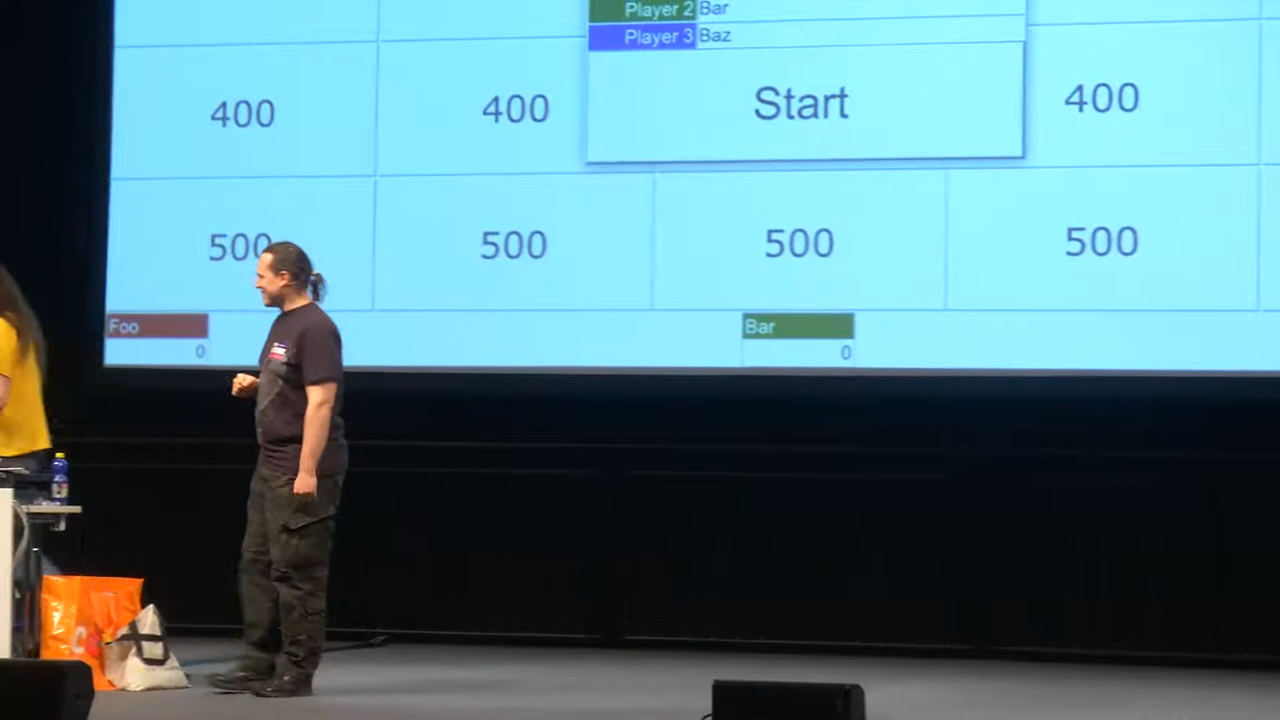 Player 2 Bar
Player 3 Baz
400 400 Start 400
500 500 500 500
Foo Bar
0 0